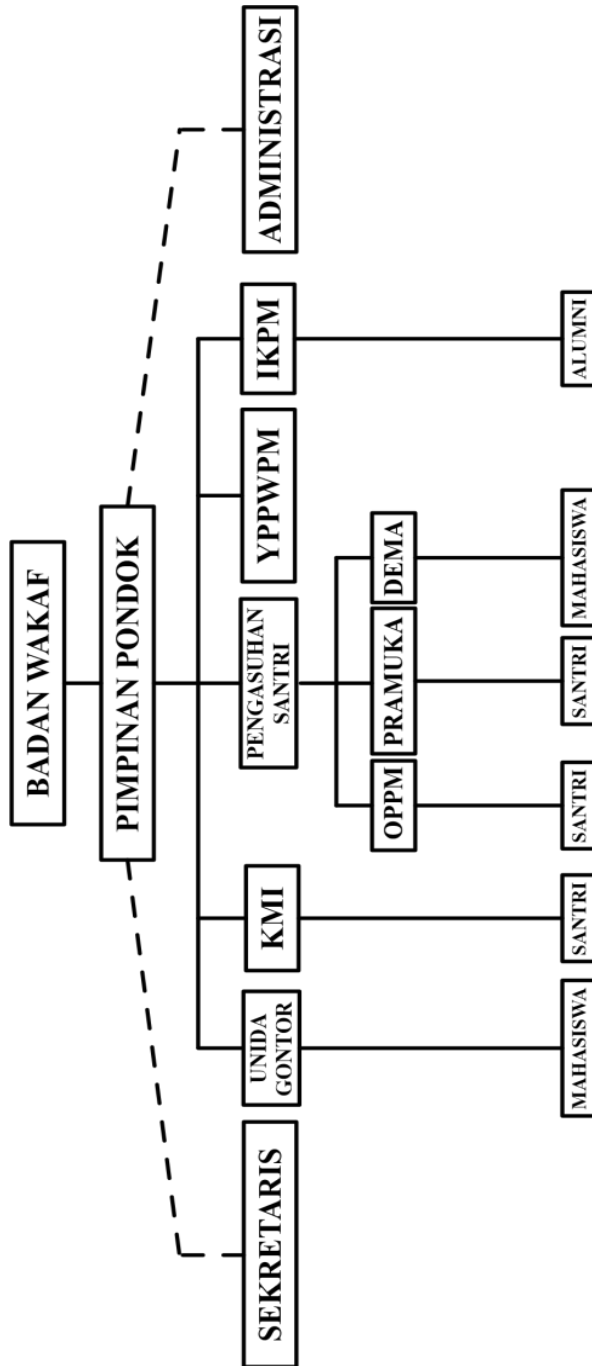 BADAN WAKAF
PIMPINAN PONDOK
SEKRETARIS
UNIDA
GONTOR
KMI
PENGASUHAN
SANTRI
YPPWPM
IKPM
ADMINISTRASI
OPPM
PRAMUKA
DEMA
MAHASISWA
SANTRI
SANTRI
SANTRI
MAHASISWA
ALUMNI